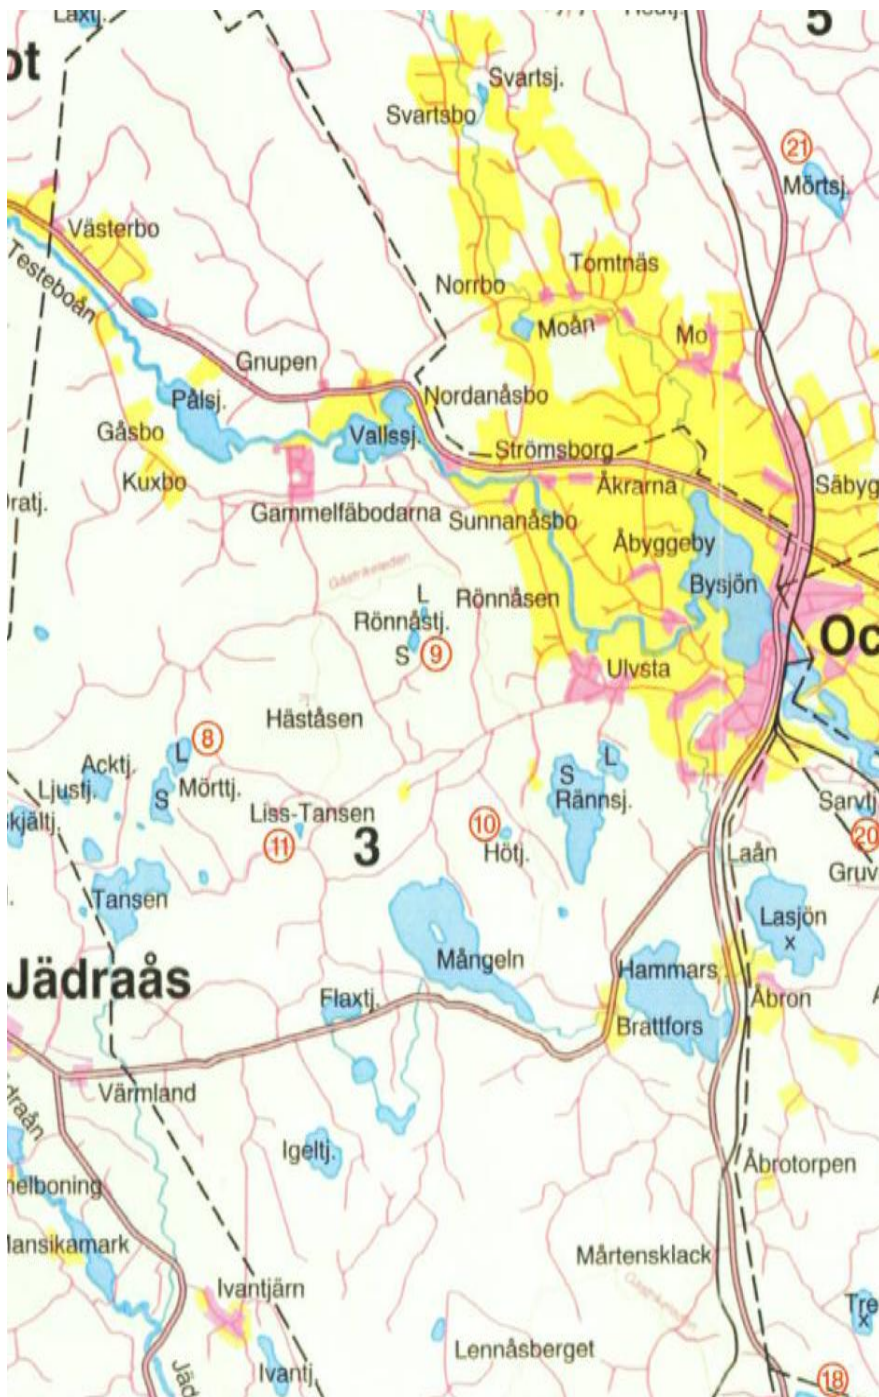 Laxtj.
5
ot
Svartsj.
Svartsbo
21
Mörtsj.
Västerbo
Testeboån
Tomtnäs
Norrbo
Moån
Mo
Gnupen
Pålsj.
Nordanåsbo
Gåsbo
Vallssj.
Strömsborg
Kuxbo
Åkrarna
Säbyg
Gammelfäbodarna
Sunnanåsbo
Åbyggeby
Gästrikeleden
Bysjön
L
Rönnåsen
Rönnåstj.
S
9
Oc
Ulvsta
Häståsen
8
L
Acktj.
Ljustj.
S
Mörttj.
S
L
Rännsj.
Liss-Tansen
11
3
10
Hötj.
Sarvtj
20
Laån
Gruv
Tansen
Lasjön
x
Mångeln
Hammars
Jädraås
Flaxtj.
Brattfors
Åbron
Värmland
Igeltj.
Åbrotorpen
Mårtensklack
Ivantjärn
Tre
x
Lennåsberget
Ivantj.
18